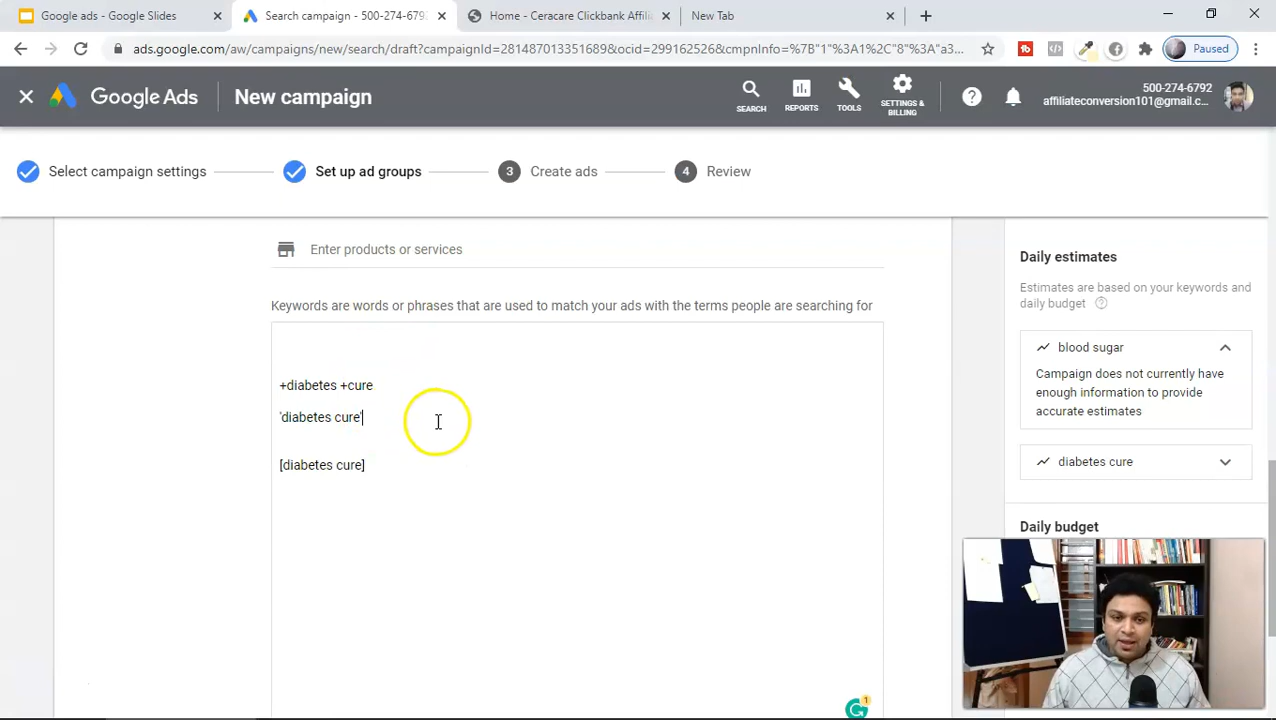 Google ads - Google Slides
Search campaign - 500-274-6792
Home - Ceracare Clickbank Affili
New Tab
ads.google.com/aw/campaigns/new/search/draft?campaignId=281487013351689&ocid=299162526&cmpnInfo=%7B"1"%3A1%2C"8"%3A"a3...
Paused
Google Ads
New campaign
SEARCH
REPORTS
TOOLS
SETTINGS & BILLING
500-274-6792
affiliateconversion101@gmail.c...
Select campaign settings
Set up ad groups
3 Create ads
4 Review
Enter products or services
Keywords are words or phrases that are used to match your ads with the terms people are searching for
+diabetes +cure
'diabetes cure'
[diabetes cure]
Daily estimates
Estimates are based on your keywords and
daily budget
blood sugar
Campaign does not currently have
enough information to provide
accurate estimates
diabetes cure
Daily budget
1